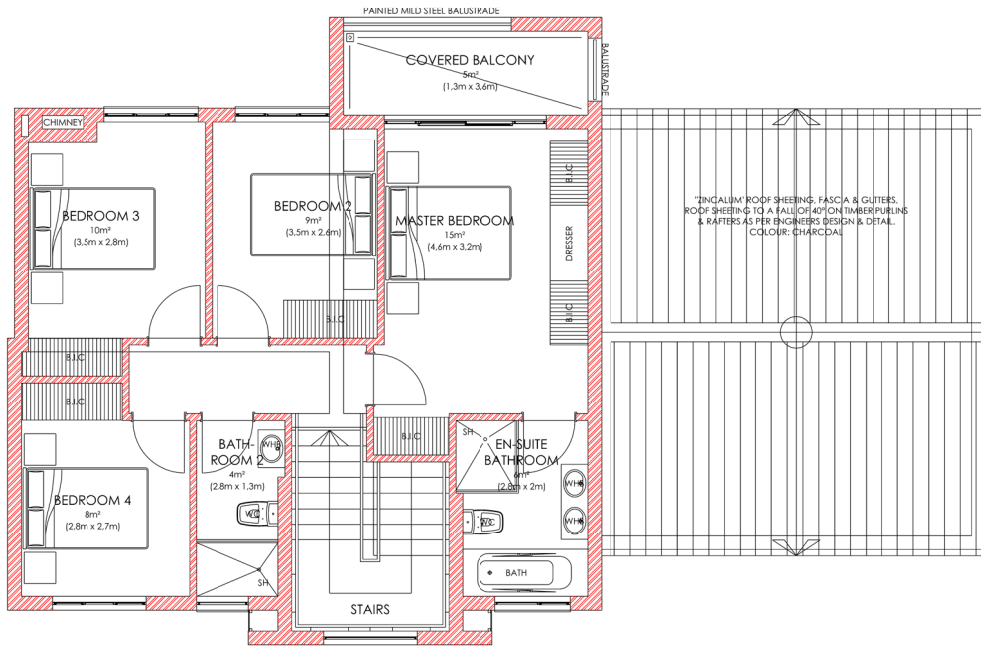 PAINTED MILD STEEL BALUSTRADE
COVERED BALCONY
5m²
(1,3m x 3,6m)
BALUSTRADE
CHIMNEY
BEDROOM 3
10m²
(3,5m x 2,8m)
BEDROOM 2
9m²
(3,5m x 2,6m)
MASTER BEDROOM
15m²
(4,6m x 3,2m)
B.I.C
DRESSER
B.I.C
"ZINCALUM' ROOF SHEETING, FASCIA & GUTTERS.
ROOF SHEETING TO A FALL OF 40° ON TIMBER PURLINS
& RAFTERS AS PER ENGINEERS DESIGN & DETAIL.
COLOUR: CHARCOAL
B.I.C
B.I.C
B.I.C
B.I.C
BATH-
ROOM 2
4m²
(2.8m x 1,3m)
WHB
WC
SH
BEDROOM 4
8m²
(2,8m x 2,7m)
SH
EN-SUITE
BATHROOM
6m²
(2,8m x 2m)
WHB
WHB
WC
BATH
STAIRS